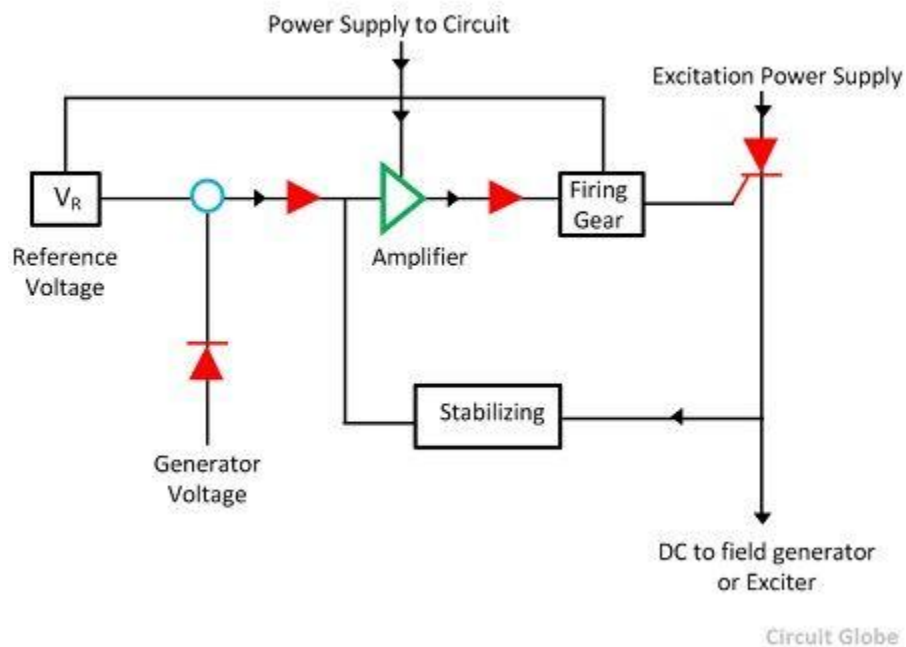 Power Supply to Circuit
Excitation Power Supply
V_R
Firing
Gear
Reference
Voltage
Amplifier
Stabilizing
Generator
Voltage
DC to field generator
or Exciter
Circuit Globe